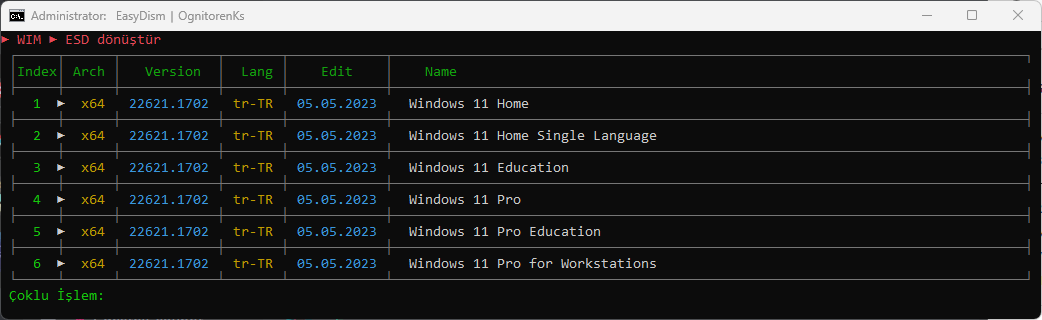 Administrator: EasyDism | OgnitorenKs
► WIM ► ESD dönüştür
Index Arch Version Lang Edit Name
1 ► x64 22621.1702 tr-TR 05.05.2023 Windows 11 Home
2 ► x64 22621.1702 tr-TR 05.05.2023 Windows 11 Home Single Language
3 ► x64 22621.1702 tr-TR 05.05.2023 Windows 11 Education
4 ► x64 22621.1702 tr-TR 05.05.2023 Windows 11 Pro
5 ► x64 22621.1702 tr-TR 05.05.2023 Windows 11 Pro Education
6 ► x64 22621.1702 tr-TR 05.05.2023 Windows 11 Pro for Workstations
Çoklu İşlem: